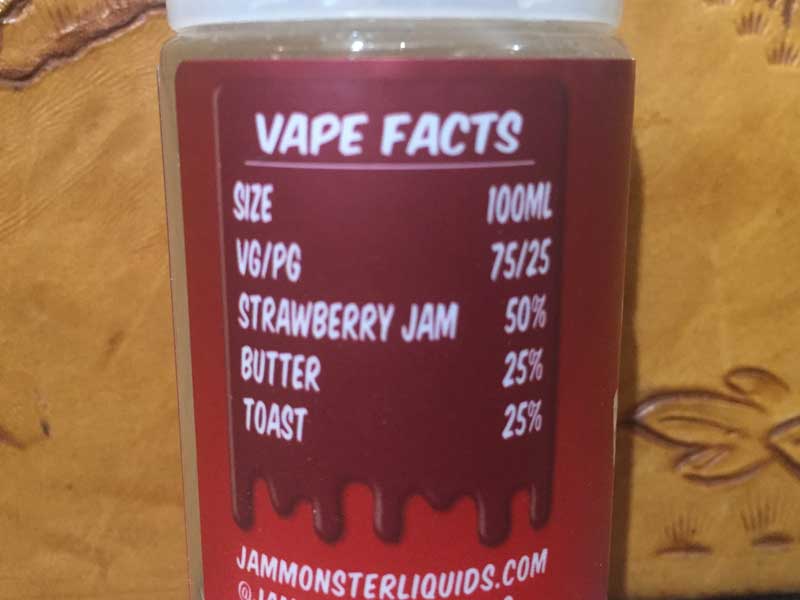 VAPE FACTS
SIZE 100ML
VG/PG 75/25
STRAWBERRY JAM 50%
BUTTER 25%
TOAST 25%
JAMMONSTERLIQUIDS.COM